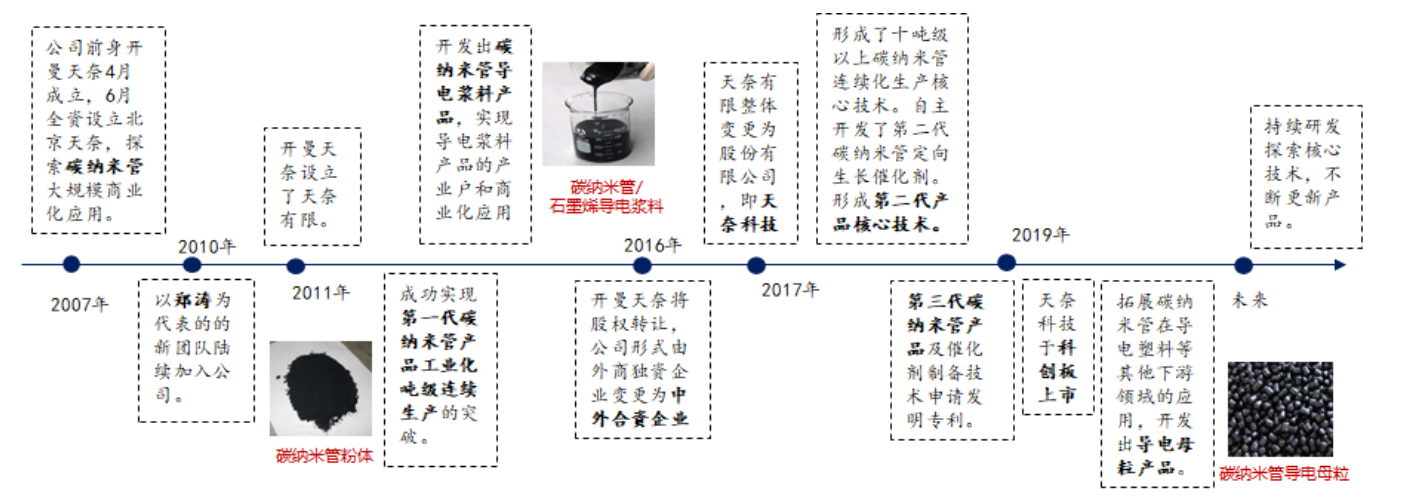 公司前身开
曼天奈4月
成立，6月
全资设立北
京天奈，探
索碳纳米管
大规模商业
化应用。
2007年
2010年
以郑涛为
代表的的
新团队陆
续加入公
司。
开曼天
奈设立
了天奈
有限。
2011年
碳纳米管粉体
成功实现
第一代碳
纳米管产
品工业化
吨级连续
生产的突
破。
开发出碳
纳米管导
电浆料产
品，实现
导电浆料
产品的产
业户和商
业化应用
碳纳米管/
石墨烯导电浆料
2016年
开曼天奈将
股权转让，
公司形式由
外商独资企
业变更为中
外合资企业
天奈有
限整体
变更为
股份有
限公司
，即天
奈科技
2017年
形成了十吨级
以上碳纳米管
连续化生产核
心技术。自主
开发了第二代
碳纳米管定向
生长催化剂。
形成第二代产
品核心技术。
第三代碳
纳米管产
品及催化
剂制备技
术申请发
明专利。
2019年
天奈
科技
于科
创板
上市
拓展碳纳
米管在导
电塑料等
其他下游
领域的应
用，开发
出导电母
粒产品。
持续研发
探索核心
技术，不
断更新产
品。
未来
碳纳米管导电母粒